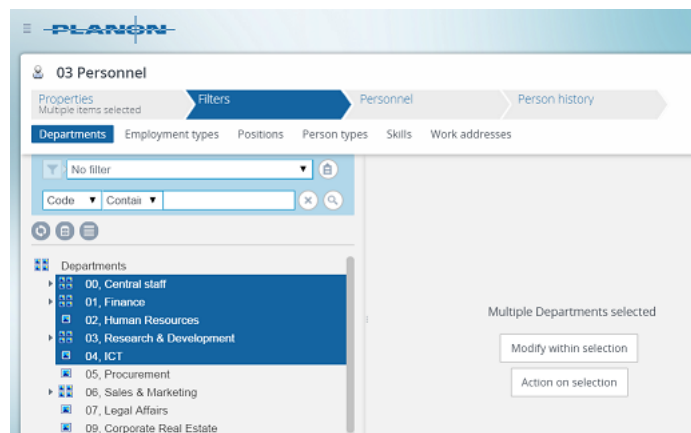 PLANON
03 Personnel
Properties
Multiple items selected
Filters
Personnel
Person history
Departments Employment types Positions Person types Skills Work addresses
No filter
Code Contai
Departments
00, Central staff
01, Finance
02, Human Resources
03, Research & Development
04, ICT
05, Procurement
06, Sales & Marketing
07, Legal Affairs
09, Corporate Real Estate
Multiple Departments selected
Modify within selection
Action on selection